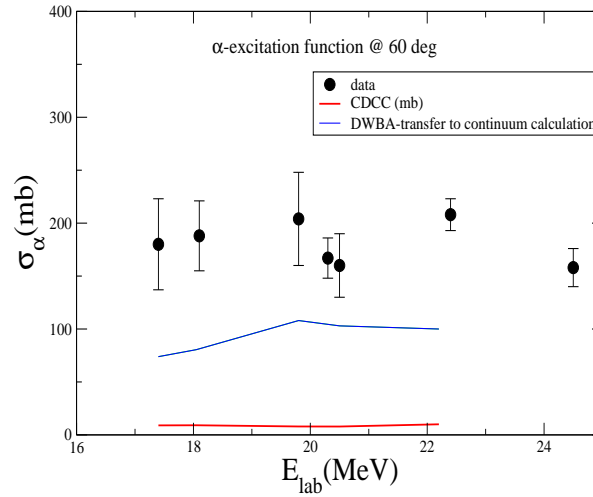 400
α-excitation function @ 60 deg
data
CDCC (mb)
DWBA-transfer to continuum calculation
300
σα(mb)
200
100
0
16 18 20 22 24
Elab(MeV)